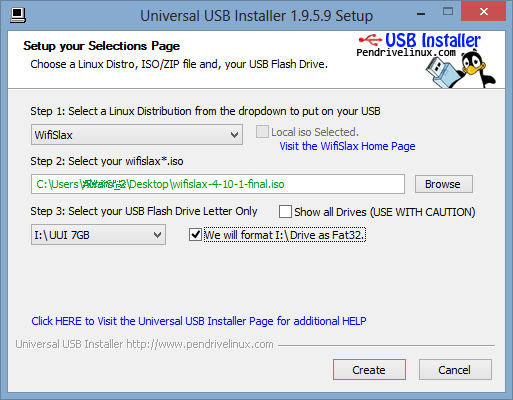 Universal USB Installer 1.9.5.9 Setup
Setup your Selections Page
Choose a Linux Distro, ISO/ZIP file and, your USB Flash Drive.
USB Installer
Pendrivelinux.com
Step 1: Select a Linux Distribution from the dropdown to put on your USB
WifiSlax
Local iso Selected.
Visit the WifiSlax Home Page
Step 2: Select your wifislax*.iso
C:\Users\ \Desktop\wifislax-4-10-1-final.iso
Browse
Step 3: Select your USB Flash Drive Letter Only
Show all Drives (USE WITH CAUTION)
I:\ UUI 7GB
We will format I:\ Drive as Fat32.
Click HERE to Visit the Universal USB Installer Page for additional HELP
Universal USB Installer http://www.pendrivelinux.com
Create
Cancel